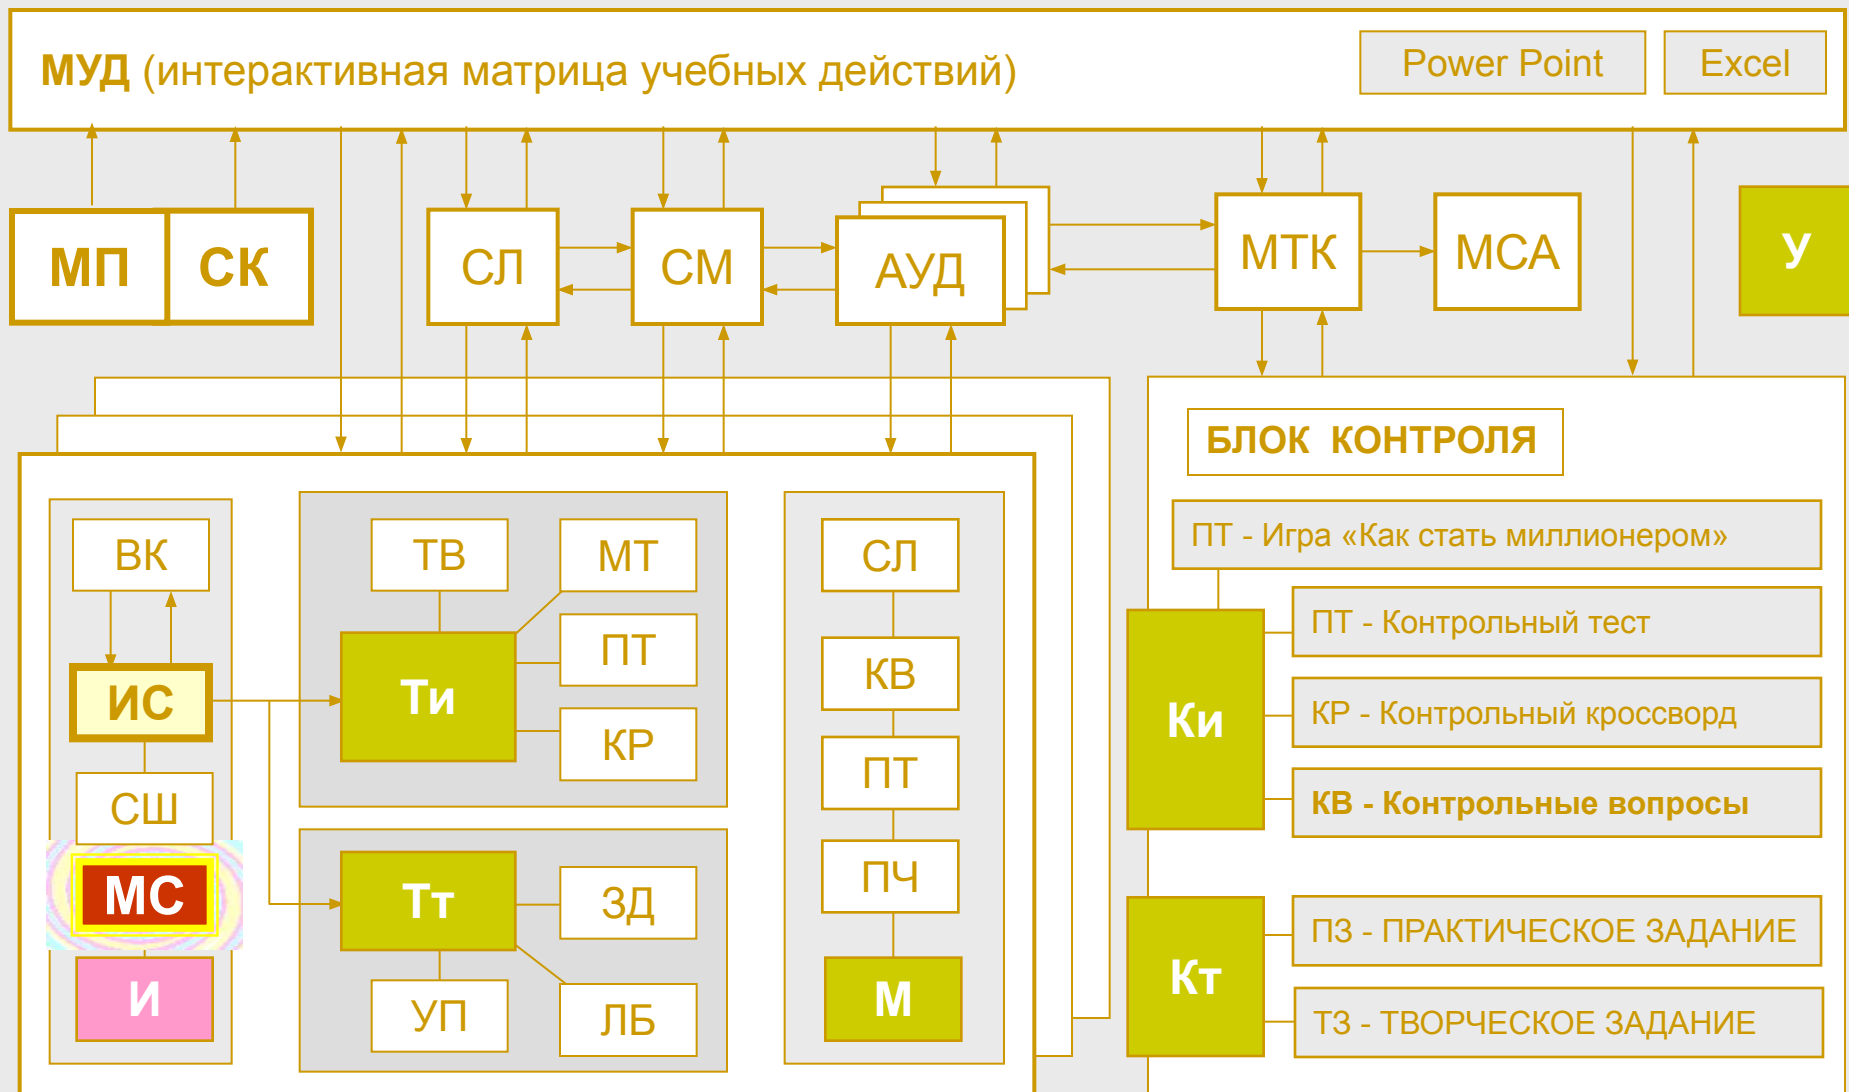 МУД (интерактивная матрица учебных действий)
Power Point
Excel
МП
СК
СЛ
СМ
АУД
МТК
МСА
У
БЛОК КОНТРОЛЯ
ПТ - Игра «Как стать миллионером»
ВК
ТВ
МТ
СЛ
ПТ - Контрольный тест
ПТ
КВ
ИС
Ти
Ки
КР - Контрольный кроссворд
КР
ПТ
СШ
КВ - Контрольные вопросы
МС
Тт
ЗД
ПЧ
ПЗ - ПРАКТИЧЕСКОЕ ЗАДАНИЕ
Кт
И
УП
ЛБ
М
ТЗ - ТВОРЧЕСКОЕ ЗАДАНИЕ